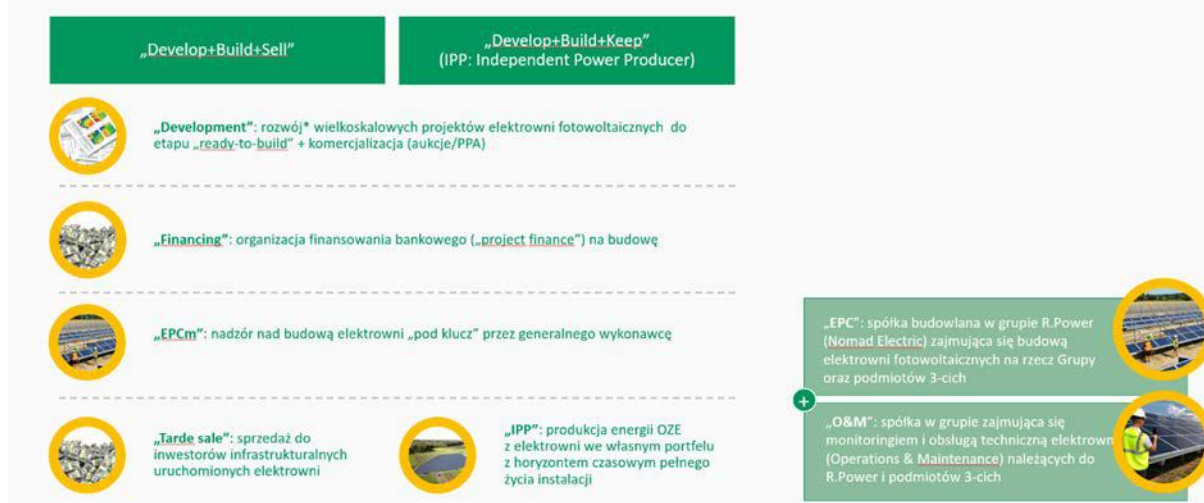 „Develop+Build+Sell”
„Develop+Build+Keep”
(IPP: Independent Power Producer)
„Development”: rozwój* wielkoskalowych projektów elektrowni fotowoltaicznych do
etapu „ready-to-build” + komercjalizacja (aukcje/PPA)
„Financing”: organizacja finansowania bankowego („project finance”) na budowę
„EPCm”: nadzór nad budową elektrowni „pod klucz” przez generalnego wykonawcę
„Tarde sale”: sprzedaż do
inwestorów infrastrukturalnych
uruchomionych elektrowni
„IPP”: produkcja energii OZE
z elektrowni we własnym portfelu
z horyzontem czasowym pełnego
życia instalacji
„EPC”: spółka budowlana w grupie R.Power
(Nomad Electric) zajmująca się budową
elektrowni fotowoltaicznych na rzecz Grupy
oraz podmiotów 3-cich
+
„O&M”: spółka w grupie zajmująca się
monitoringiem i obsługą techniczną elektrown
(Operations & Maintenance) należących do
R.Power i podmiotów 3-cich